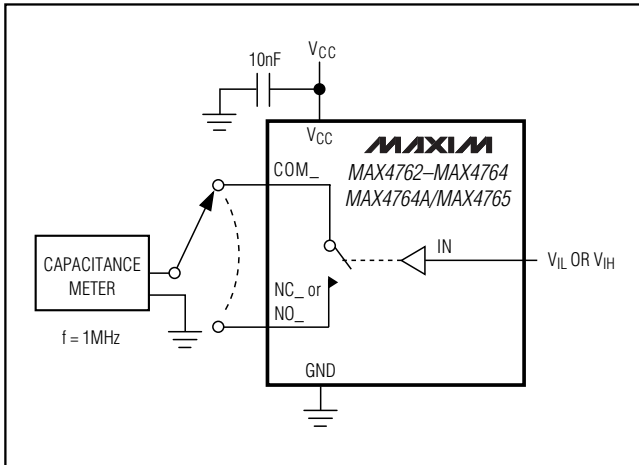 10nF
VCC
VCC
MAXIM
MAX4762–MAX4764
MAX4764A/MAX4765
COM_
IN
VIL OR VIH
CAPACITANCE
METER
NC_ or
NO_
f = 1MHz
GND